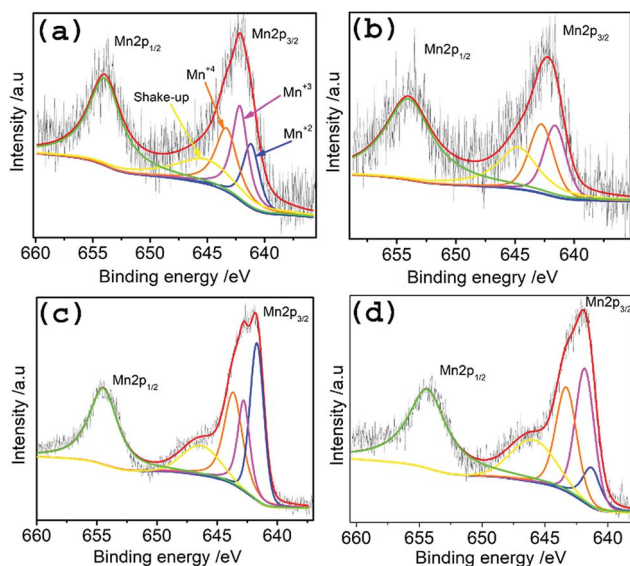 (a)
Mn2p1/2
Mn2p3/2
Mn+4
Shake-up
Mn+3
Mn+2
Intensity /a.u
660 655 650 645 640
Binding energy /eV
(b)
Mn2p1/2
Mn2p3/2
Intensity /a.u
655 650 645 640
Binding enegry /eV
(c)
Mn2p3/2
Mn2p1/2
Intensity /a.u
660 655 650 645 640
Binding energy /eV
(d)
Mn2p3/2
Mn2p1/2
Intensity /a.u
660 655 650 645 640
Binding energy /eV